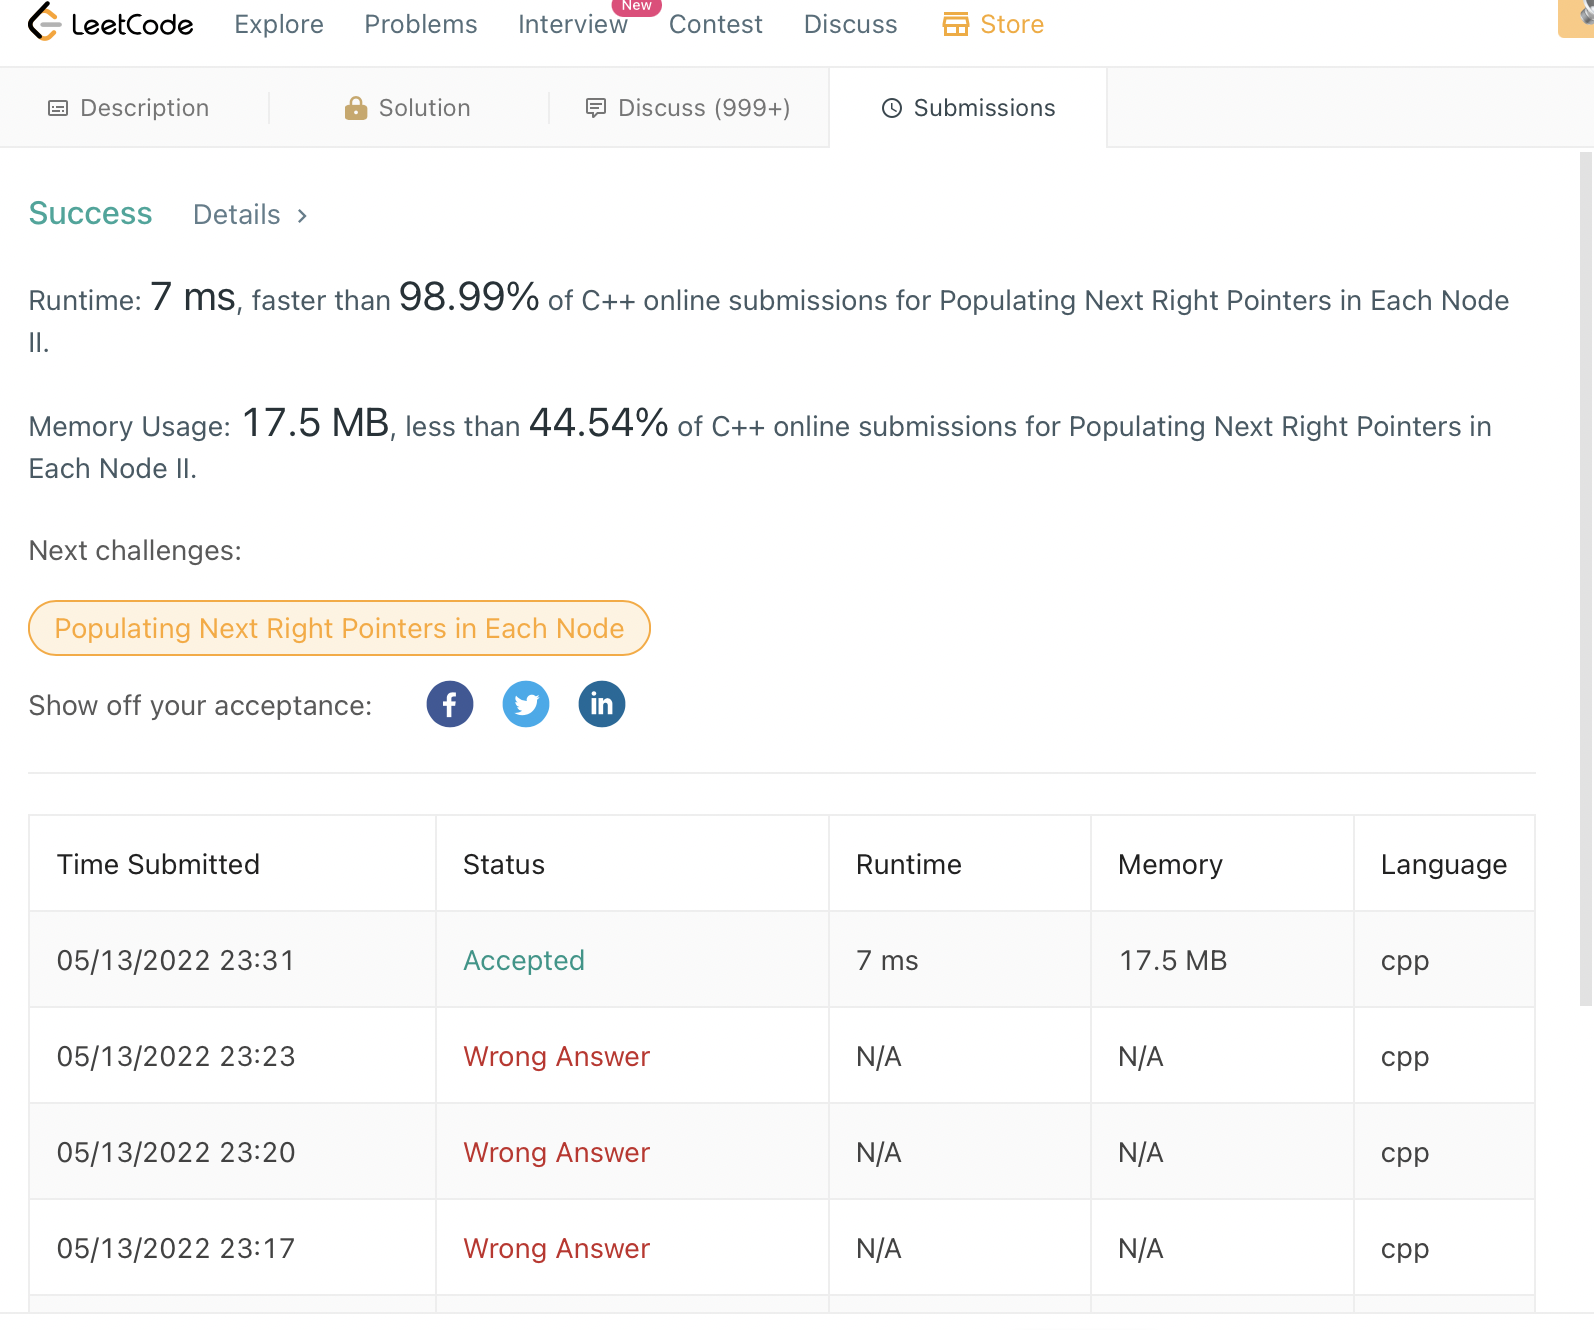 LeetCode Explore Problems Interview New Contest Discuss Store
Description Solution Discuss (999+) Submissions
Success Details >
Runtime: 7 ms, faster than 98.99% of C++ online submissions for Populating Next Right Pointers in Each Node
II.
Memory Usage: 17.5 MB, less than 44.54% of C++ online submissions for Populating Next Right Pointers in
Each Node II.
Next challenges:
Populating Next Right Pointers in Each Node
Show off your acceptance:
Time Submitted Status Runtime Memory Language
05/13/2022 23:31 Accepted 7 ms 17.5 MB cpp
05/13/2022 23:23 Wrong Answer N/A N/A cpp
05/13/2022 23:20 Wrong Answer N/A N/A cpp
05/13/2022 23:17 Wrong Answer N/A N/A cpp